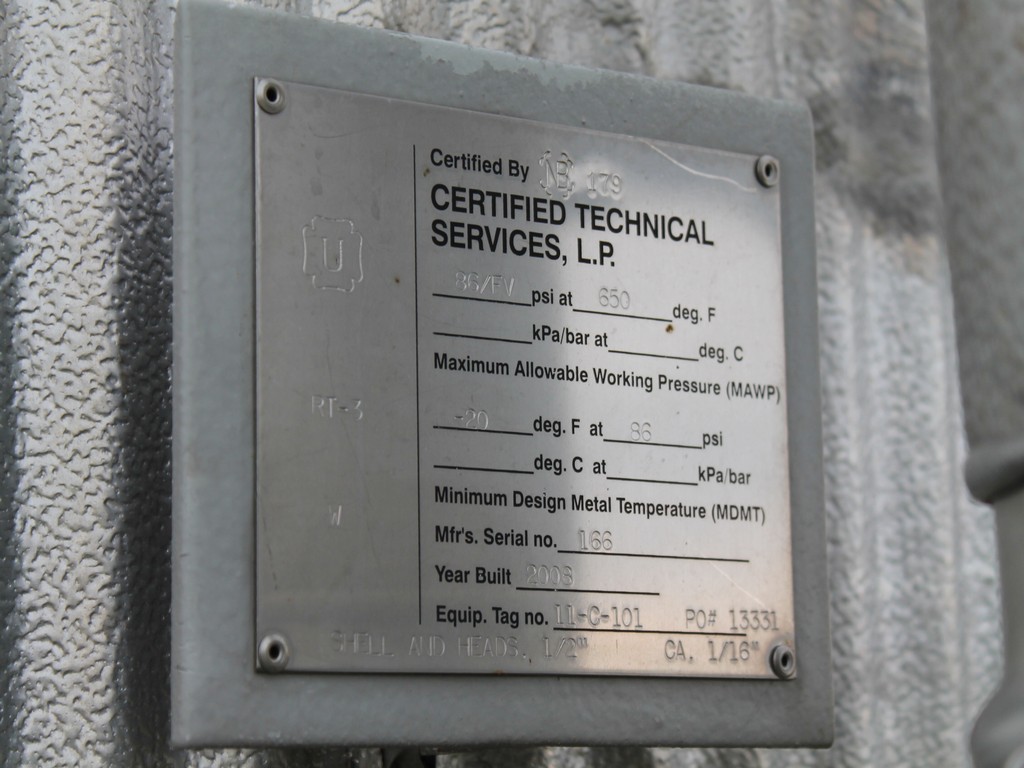 Certified By NB 179
CERTIFIED TECHNICAL
SERVICES, L.P.
U
86/FV psi at 650 deg. F
kPa/bar at deg. C
Maximum Allowable Working Pressure (MAWP)
RT-3
-20 deg. F at 86 psi
deg. C at kPa/bar
Minimum Design Metal Temperature (MDMT)
W
Mfr's. Serial no. 166
Year Built 2008
Equip. Tag no. 11-C-101 PO# 13331
SHELL AND HEADS, 1/2" CA. 1/16"